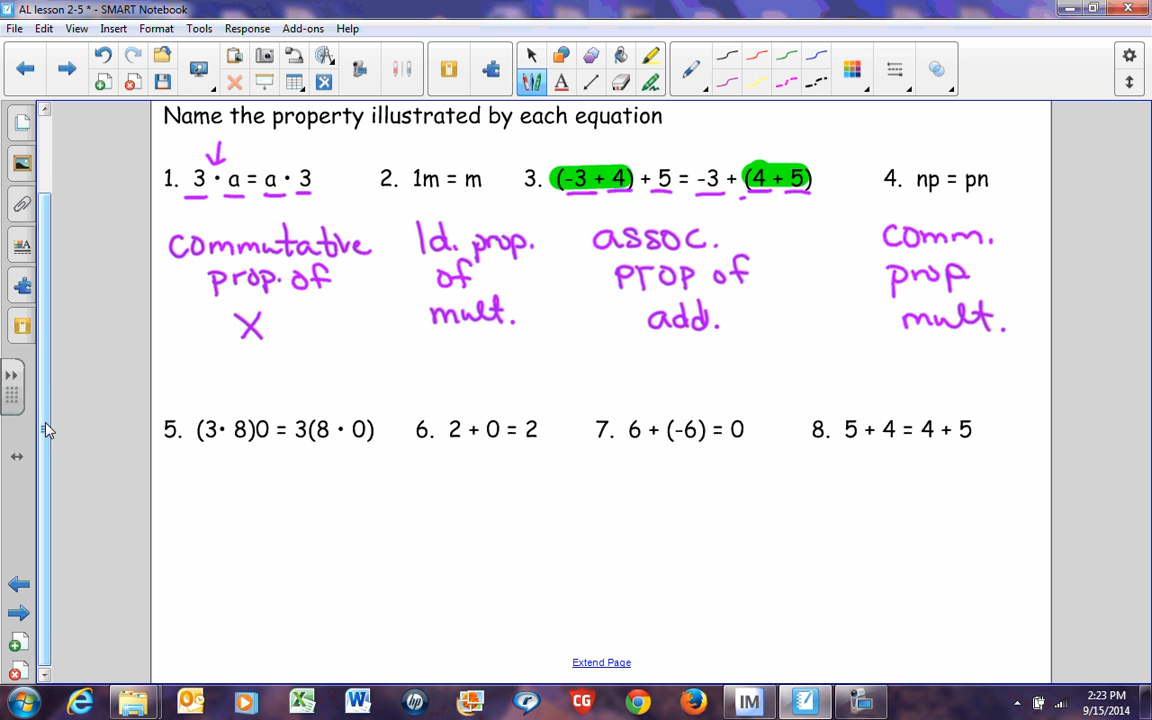 AL lesson 2-5 * - SMART Notebook
File Edit View Insert Format Tools Response Add-ons Help
Name the property illustrated by each equation
1. 3 · a = a · 3 2. 1m = m 3. (-3 + 4) + 5 = -3 + (4 + 5) 4. np = pn
commutative Id. prop. assoc. comm.
prop. of of prop of prop
X mult. add. mult.
5. (3· 8)0 = 3(8 · 0) 6. 2 + 0 = 2 7. 6 + (-6) = 0 8. 5 + 4 = 4 + 5
Extend Page
CG IM
2:23 PM
9/15/2014